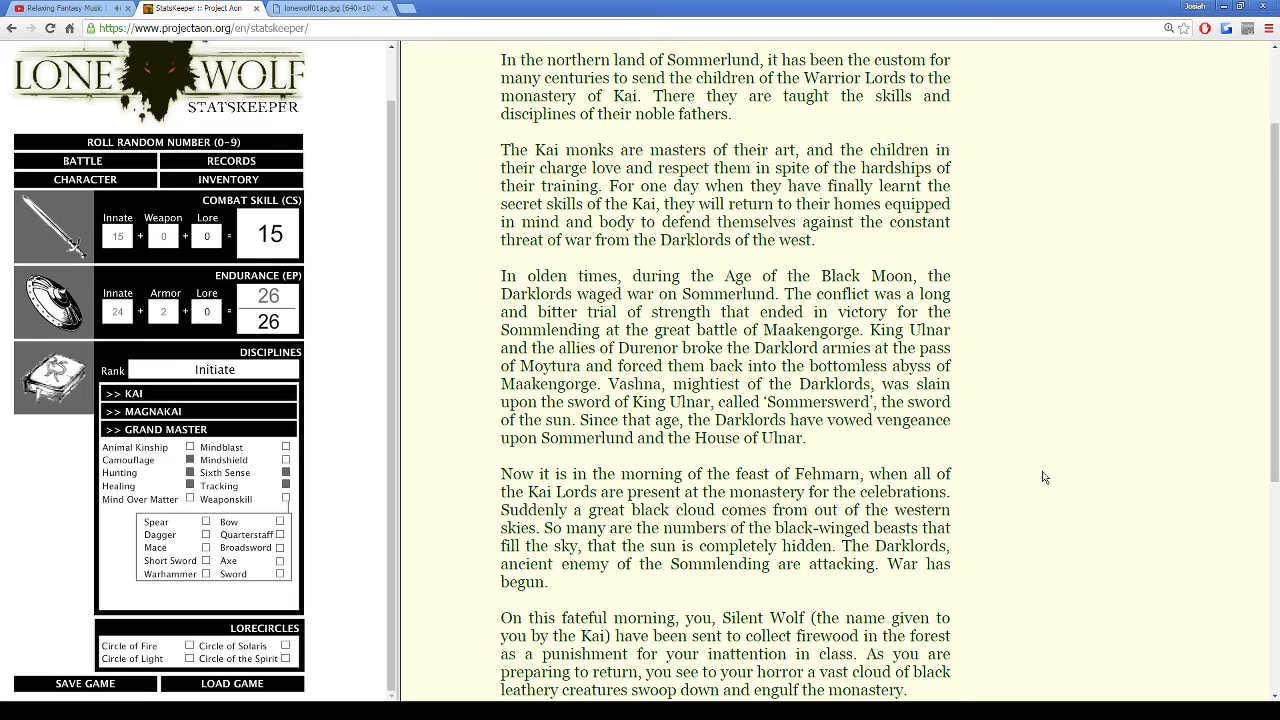 Relaxing Fantasy Music
StatsKeeper :: Project Aon
lonewolf01ap.jpg (640×10
Josiah
https://www.projectaon.org/en/statskeeper/
LONE WOLF
STATSKEEPER
ROLL RANDOM NUMBER (0-9)
BATTLE RECORDS
CHARACTER INVENTORY
COMBAT SKILL (CS)
Innate Weapon Lore
15 + 0 + 0 = 15
ENDURANCE (EP)
Innate Armor Lore
24 + 2 + 0 = 26
26
DISCIPLINES
Rank Initiate
>> KAI
>> MAGNAKAI
>> GRAND MASTER
Animal Kinship Mindblast
Camouflage Mindshield
Hunting Sixth Sense
Healing Tracking
Mind Over Matter Weaponskill
Spear Bow
Dagger Quarterstaff
Mace Broadsword
Short Sword Axe
Warhammer Sword
LORECIRCLES
Circle of Fire Circle of Solaris
Circle of Light Circle of the Spirit
SAVE GAME LOAD GAME
In the northern land of Sommerlund, it has been the custom for
many centuries to send the children of the Warrior Lords to the
monastery of Kai. There they are taught the skills and
disciplines of their noble fathers.
The Kai monks are masters of their art, and the children in
their charge love and respect them in spite of the hardships of
their training. For one day when they have finally learnt the
secret skills of the Kai, they will return to their homes equipped
in mind and body to defend themselves against the constant
threat of war from the Darklords of the west.
In olden times, during the Age of the Black Moon, the
Darklords waged war on Sommerlund. The conflict was a long
and bitter trial of strength that ended in victory for the
Sommlending at the great battle of Maakengorge. King Ulnar
and the allies of Durenor broke the Darklord armies at the pass
of Moytura and forced them back into the bottomless abyss of
Maakengorge. Vashna, mightiest of the Darklords, was slain
upon the sword of King Ulnar, called ‘Sommerswerd’, the sword
of the sun. Since that age, the Darklords have vowed vengeance
upon Sommerlund and the House of Ulnar.
Now it is in the morning of the feast of Fehmarn, when all of
the Kai Lords are present at the monastery for the celebrations.
Suddenly a great black cloud comes from out of the western
skies. So many are the numbers of the black-winged beasts that
fill the sky, that the sun is completely hidden. The Darklords,
ancient enemy of the Sommlending are attacking. War has
begun.
On this fateful morning, you, Silent Wolf (the name given to
you by the Kai) have been sent to collect firewood in the forest
as a punishment for your inattention in class. As you are
preparing to return, you see to your horror a vast cloud of black
leathery creatures swoop down and engulf the monastery.